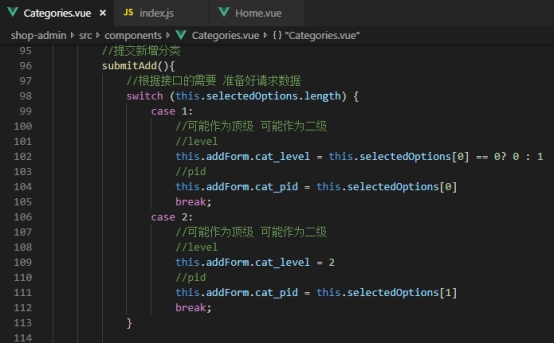 Categories.vue × JS index.js Home.vue
shop-admin › src › components › Categories.vue › {} "Categories.vue"
95 //提交新增分类
96 submitAdd(){
97 //根据接口的需要 准备好请求数据
98 switch (this.selectedOptions.length) {
99 case 1:
100 //可能作为顶级 可能作为二级
101 //level
102 this.addForm.cat_level = this.selectedOptions[0] == 0? 0 : 1
103 //pid
104 this.addForm.cat_pid = this.selectedOptions[0]
105 break;
106 case 2:
107 //可能作为顶级 可能作为二级
108 //level
109 this.addForm.cat_level = 2
110 //pid
111 this.addForm.cat_pid = this.selectedOptions[1]
112 break;
113 }
114